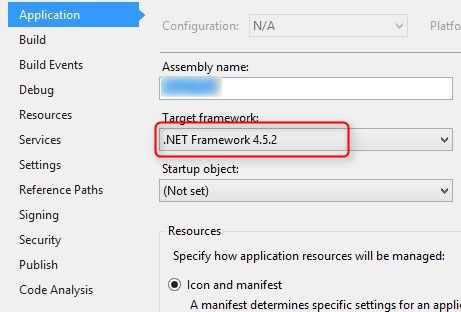 Application
Build
Build Events
Debug
Resources
Services
Settings
Reference Paths
Signing
Security
Publish
Code Analysis
Configuration: N/A Platfo
Assembly name:
Target framework:
.NET Framework 4.5.2
Startup object:
(Not set)
Resources
Specify how application resources will be managed:
Icon and manifest
A manifest determines specific settings for an applic